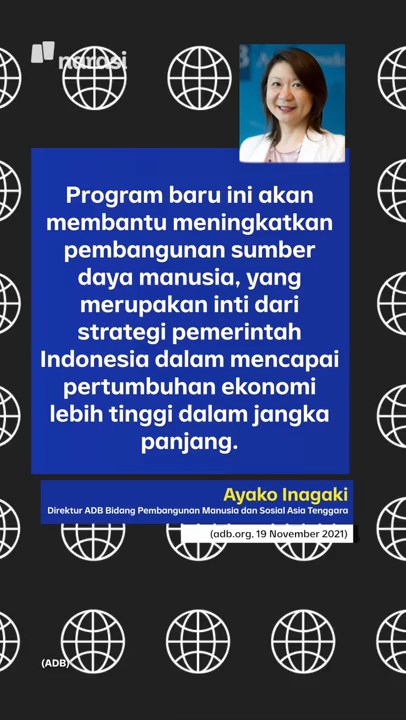 narasi
Program baru ini akan
membantu meningkatkan
pembangunan sumber
daya manusia, yang
merupakan inti dari
strategi pemerintah
Indonesia dalam mencapai
pertumbuhan ekonomi
lebih tinggi dalam jangka
panjang.
Ayako Inagaki
Direktur ADB Bidang Pembangunan Manusia dan Sosial Asia Tenggara
(adb.org, 19 November 2021)
(ADB)